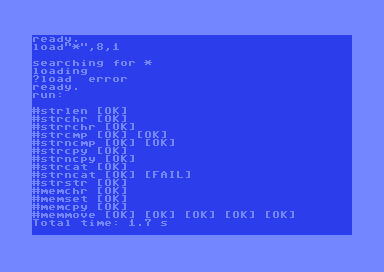 ready.
load"*",8,1
searching for *
loading
?load error
ready.
run:
#strlen [OK]
#strchr [OK]
#strrchr [OK]
#strcmp [OK] [OK]
#strncmp [OK] [OK]
#strcpy [OK]
#strncpy [OK]
#strcat [OK]
#strncat [OK] [FAIL]
#strstr [OK]
#memchr [OK]
#memset [OK]
#memcpy [OK]
#memmove [OK] [OK] [OK] [OK] [OK]
Total time: 1.7 s